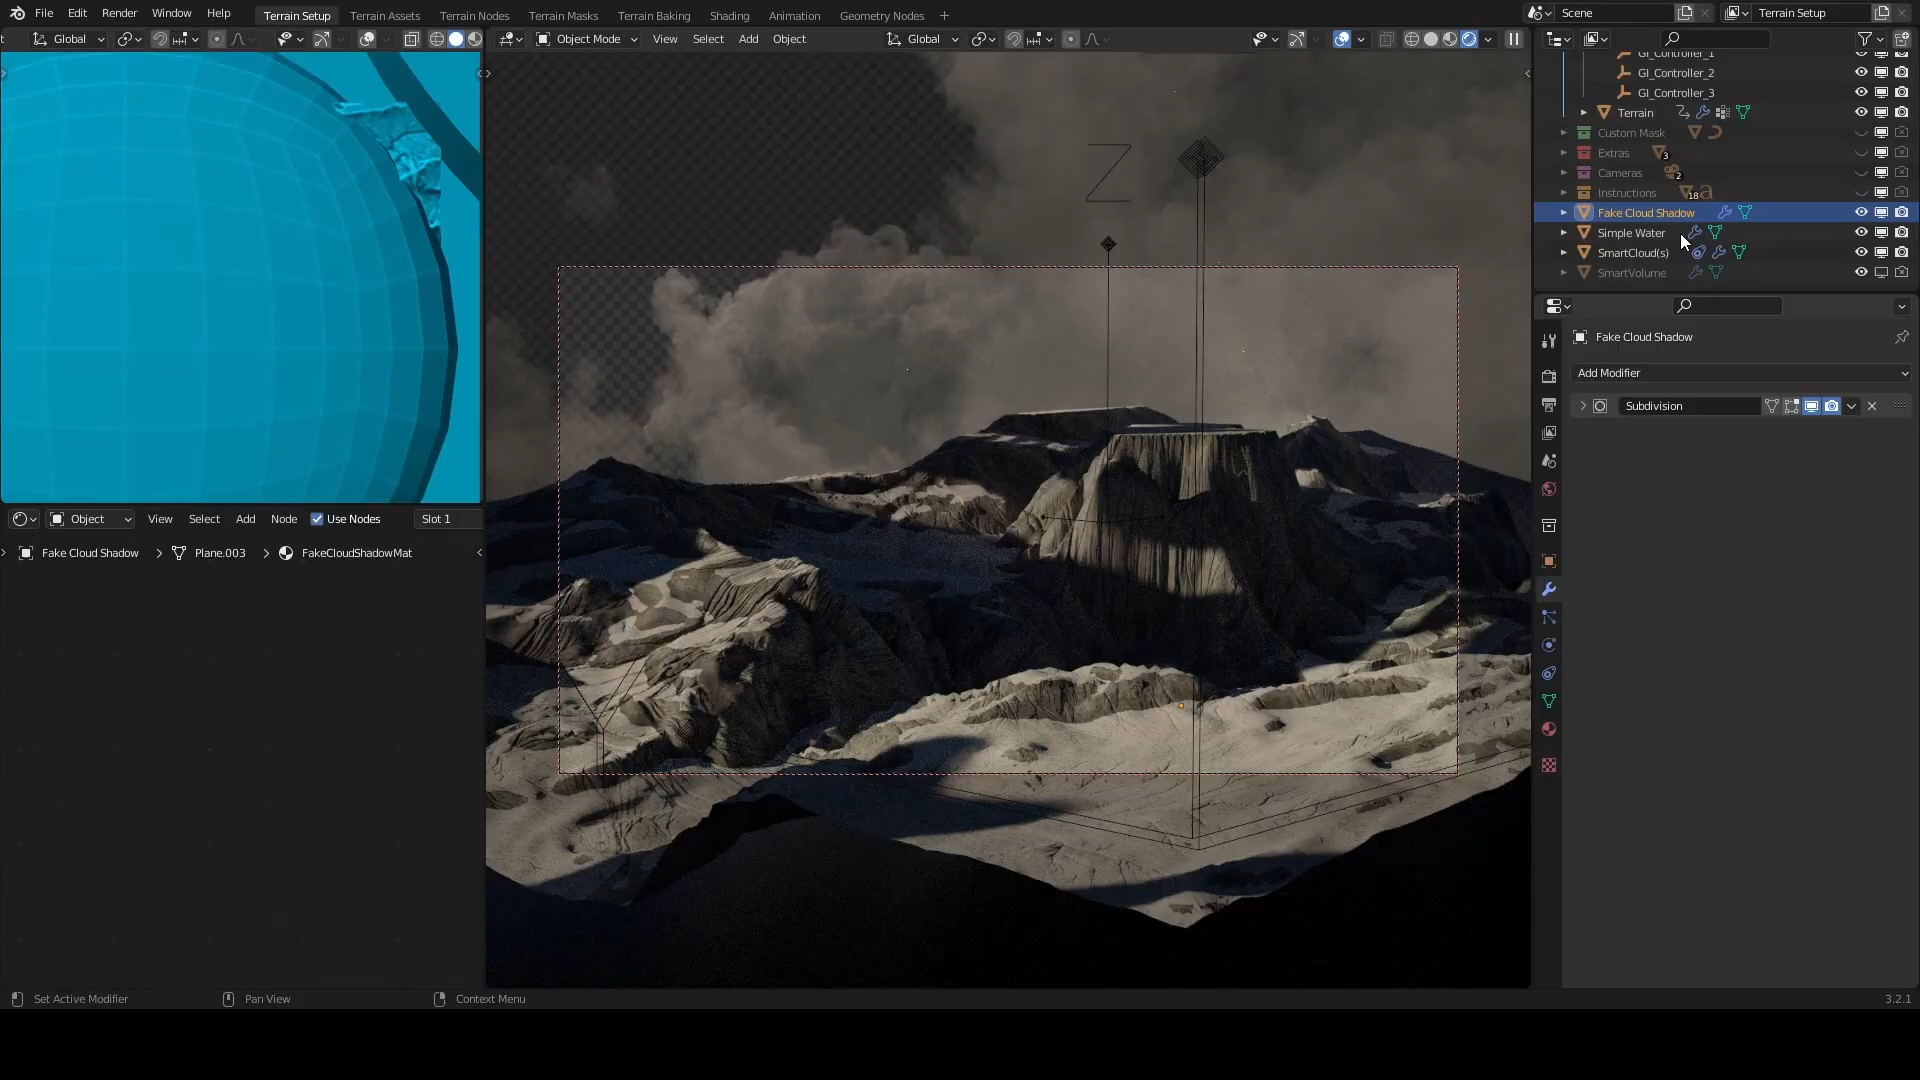 File Edit Render Window Help Terrain Setup Terrain Assets Terrain Nodes Terrain Masks Terrain Baking Shading Animation Geometry Nodes + Scene Terrain Setup
Global Object Mode View Select Add Object Global
GI_Controller_1
GI_Controller_2
GI_Controller_3
Terrain
Custom Mask
Extras 3
Cameras 2
Instructions 18
Fake Cloud Shadow
Simple Water
SmartCloud(s)
SmartVolume
Z
Fake Cloud Shadow
Add Modifier
Subdivision
Object View Select Add Node Use Nodes Slot 1
Fake Cloud Shadow > Plane.003 > FakeCloudShadowMat
Set Active Modifier Pan View Context Menu 3.2.1